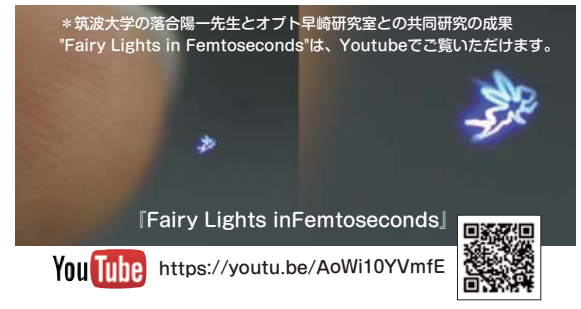 ＊筑波大学の落合陽一先生とオプト早崎研究室との共同研究の成果
"Fairy Lights in Femtoseconds"は、Youtubeでご覧いただけます。
『Fairy Lights inFemtoseconds』
YouTube https://youtu.be/AoWi10YVmfE